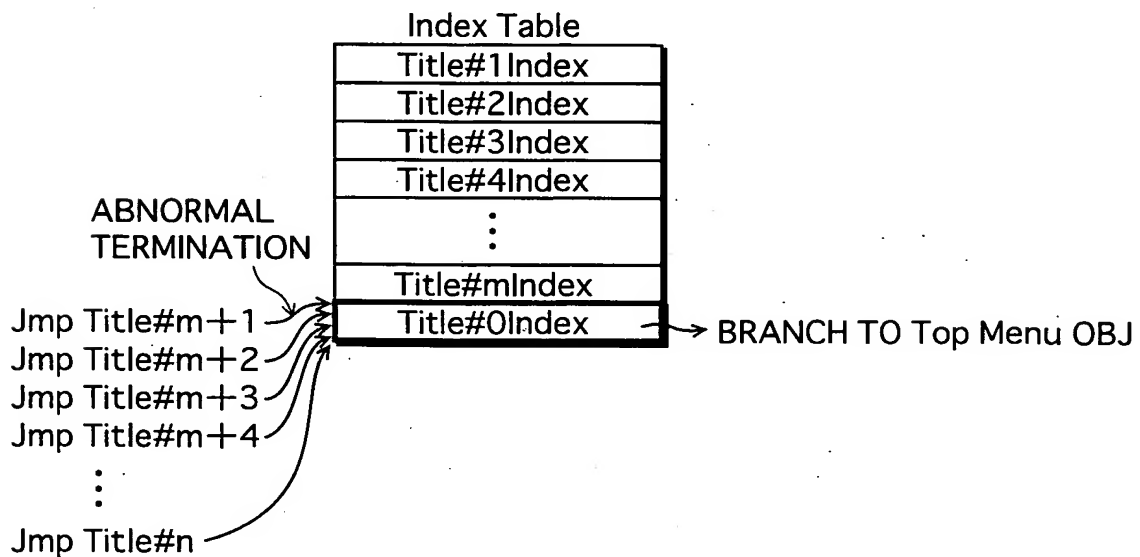 Index Table
Title#1Index
Title#2Index
Title#3Index
Title#4Index
⋮
Title#mIndex
Title#0Index
ABNORMAL
TERMINATION
Jmp Title#m+1
Jmp Title#m+2
Jmp Title#m+3
Jmp Title#m+4
⋮
Jmp Title#n
BRANCH TO Top Menu OBJ